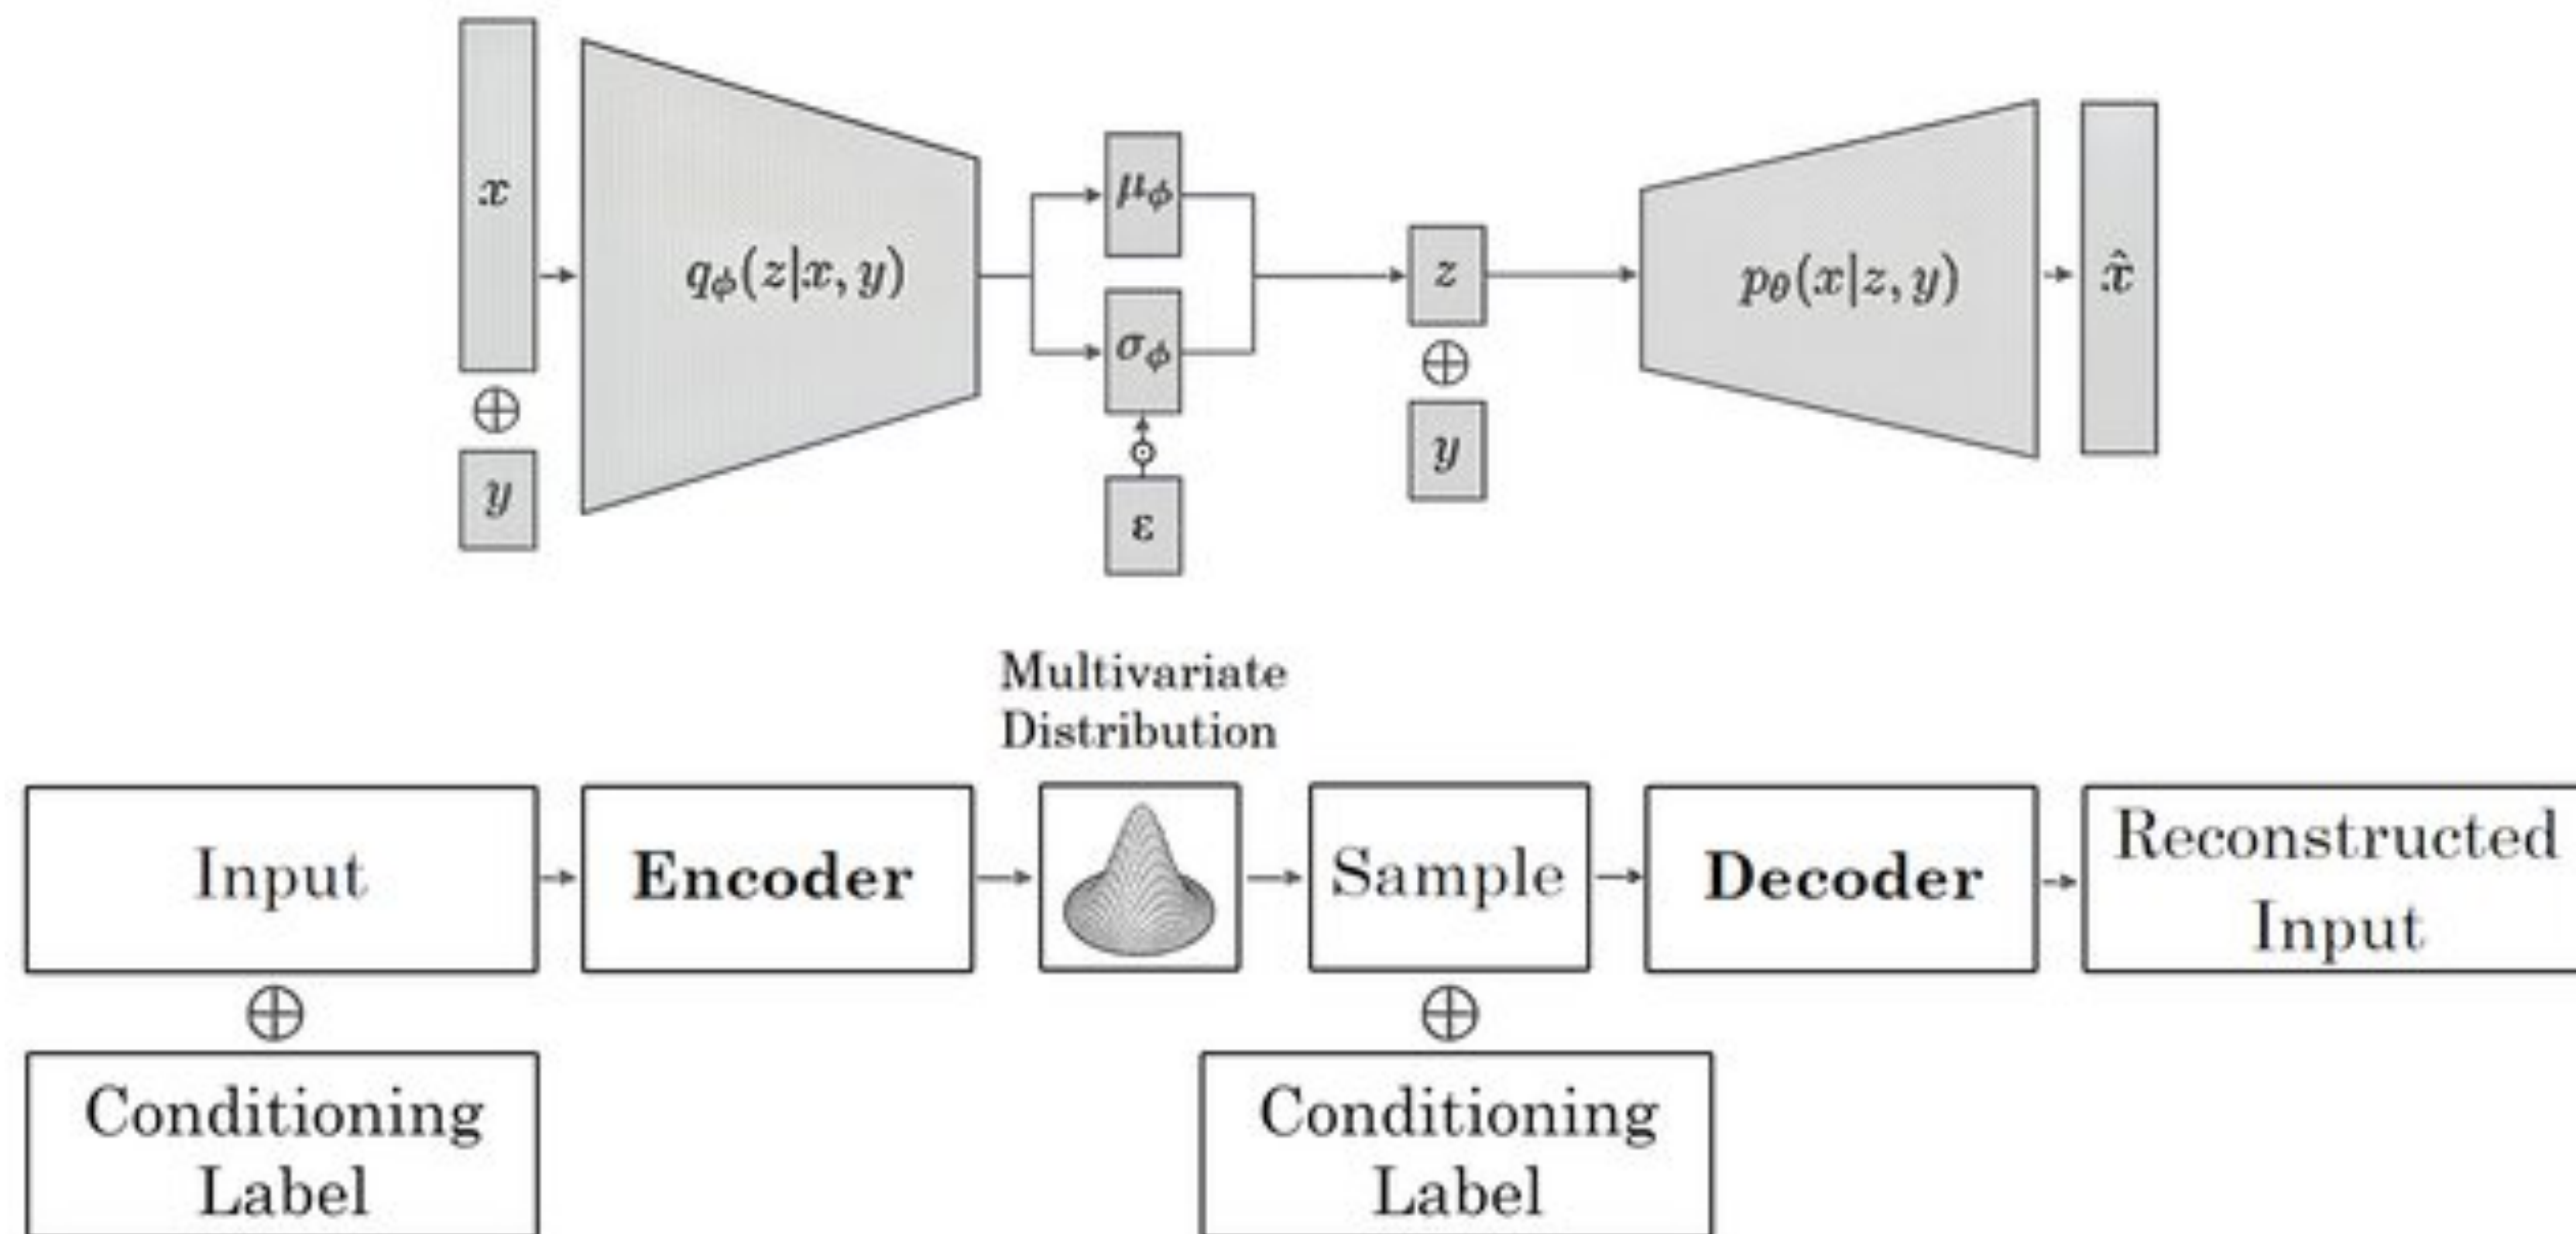 x
⊕
y
qϕ(z|x, y)
μϕ
σϕ
ε
z
⊕
y
pθ(x|z, y)
x̂
Multivariate
Distribution
Input
Encoder
Sample
Decoder
Reconstructed
Input
⊕
⊕
Conditioning
Label
Conditioning
Label